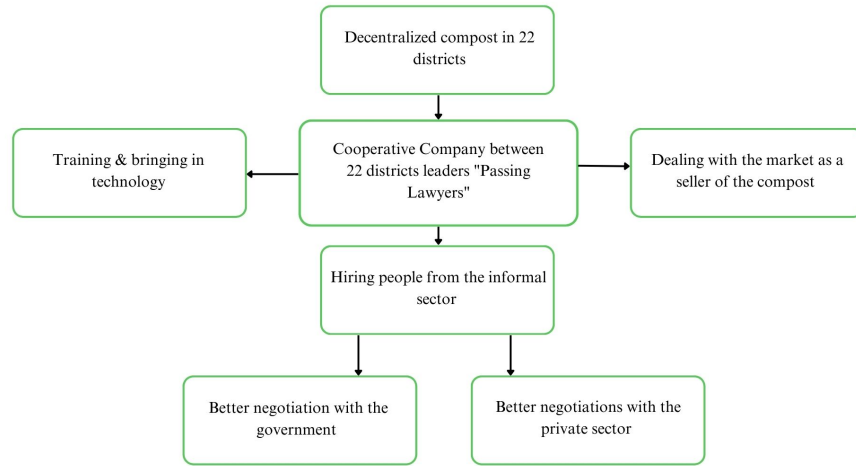 Decentralized compost in 22
districts
Training & bringing in
technology
Cooperative Company between
22 districts leaders "Passing
Lawyers"
Dealing with the market as a
seller of the compost
Hiring people from the informal
sector
Better negotiation with the
government
Better negotiations with the
private sector